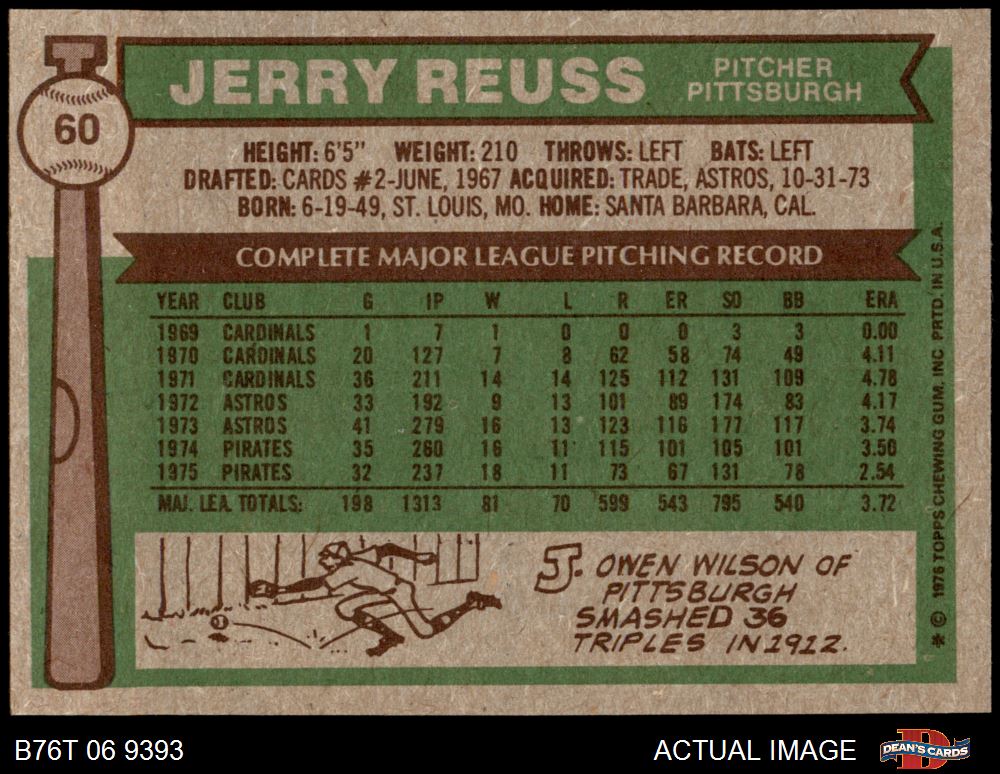 JERRY REUSS
PITCHER
PITTSBURGH
60
HEIGHT: 6'5" WEIGHT: 210 THROWS: LEFT BATS: LEFT
DRAFTED: CARDS #2-JUNE, 1967 ACQUIRED: TRADE, ASTROS, 10-31-73
BORN: 6-19-49, ST. LOUIS, MO. HOME: SANTA BARBARA, CAL.
COMPLETE MAJOR LEAGUE PITCHING RECORD
YEAR CLUB G IP W L R ER SO BB ERA
1969 CARDINALS 1 7 1 0 0 0 3 3 0.00
1970 CARDINALS 20 127 7 8 62 58 74 49 4.11
1971 CARDINALS 36 211 14 14 125 112 131 109 4.78
1972 ASTROS 33 192 9 13 101 89 174 83 4.17
1973 ASTROS 41 279 16 13 123 116 177 117 3.74
1974 PIRATES 35 260 16 11 115 101 105 101 3.50
1975 PIRATES 32 237 18 11 73 67 131 78 2.54
MAJ. LEA. TOTALS: 198 1313 81 70 599 543 795 540 3.72
J. OWEN WILSON OF
PITTSBURGH
SMASHED 36
TRIPLES IN 1912.
* © 1976 TOPPS CHEWING GUM, INC PRTD. IN U.S.A.
B76T 06 9393
ACTUAL IMAGE
DEAN'S CARDS